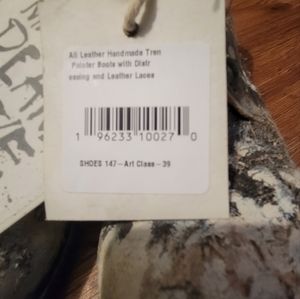 All Leather Handmade Tren
Pointer Boots with Distr
essing and Leather Laces
1 96233 10027 0
SHOES 147-Art Class-39